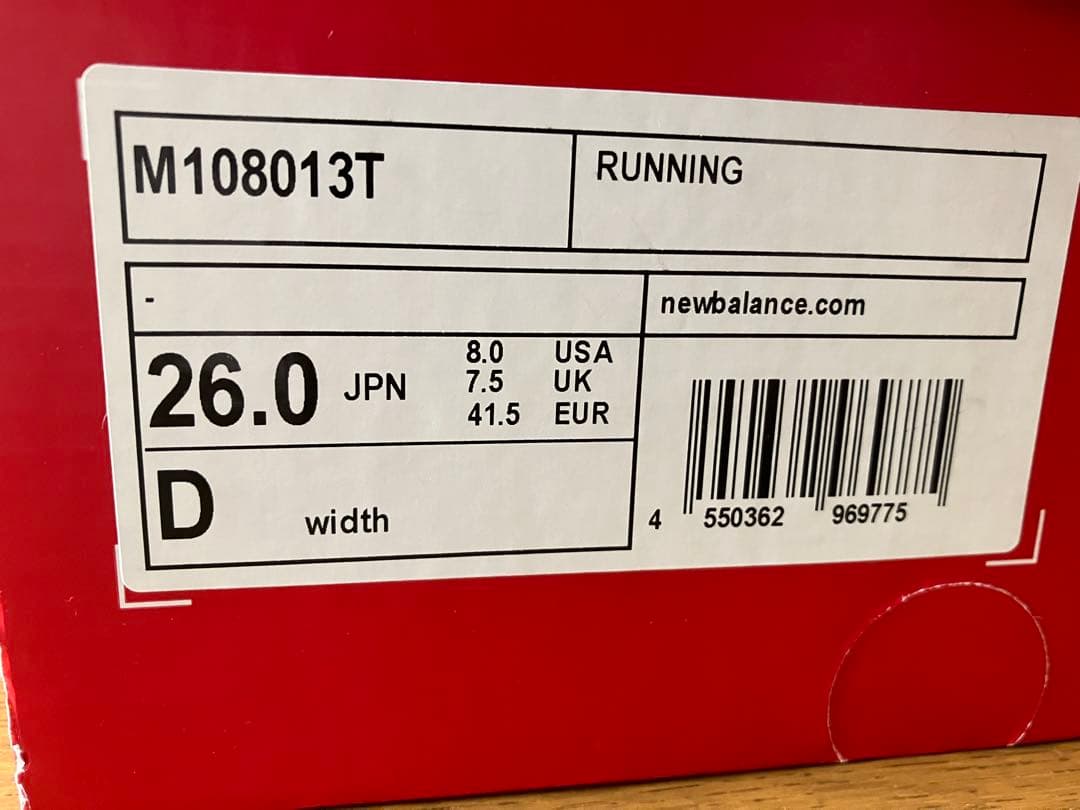 M108013T
RUNNING
-
newbalance.com
26.0 JPN
8.0 USA
7.5 UK
41.5 EUR
D width
4 550362 969775